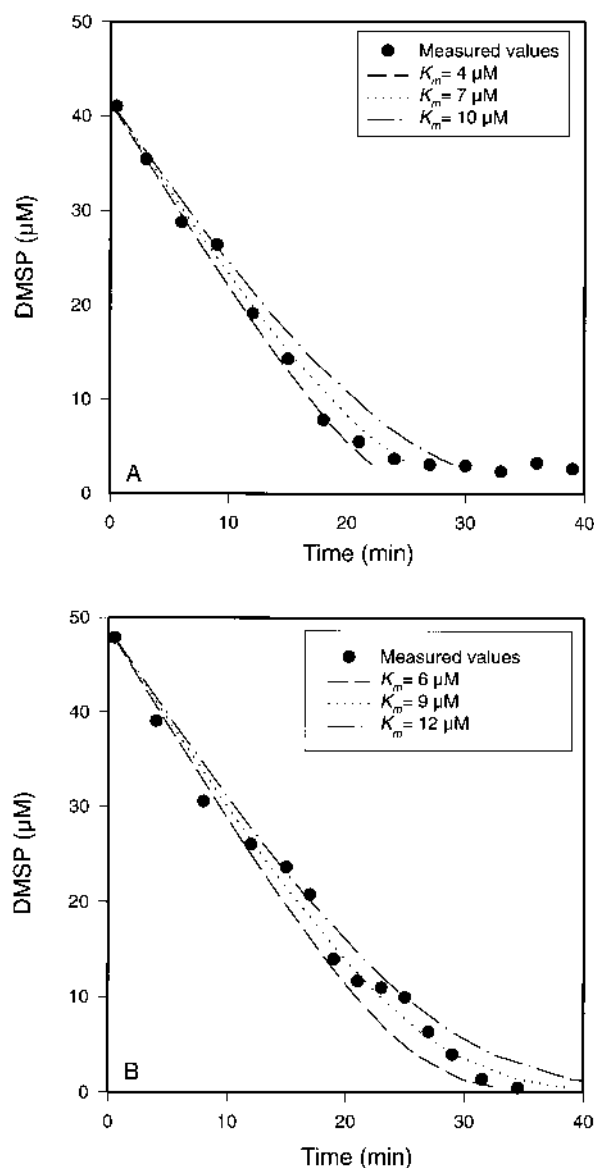 50
40
30
20
10
0
DMSP (µM)
Measured values
Km= 4 µM
Km= 7 µM
Km= 10 µM
A
0 10 20 30 40
Time (min)
50
40
30
20
10
0
DMSP (µM)
Measured values
Km= 6 µM
Km= 9 µM
Km= 12 µM
B
0 10 20 30 40
Time (min)